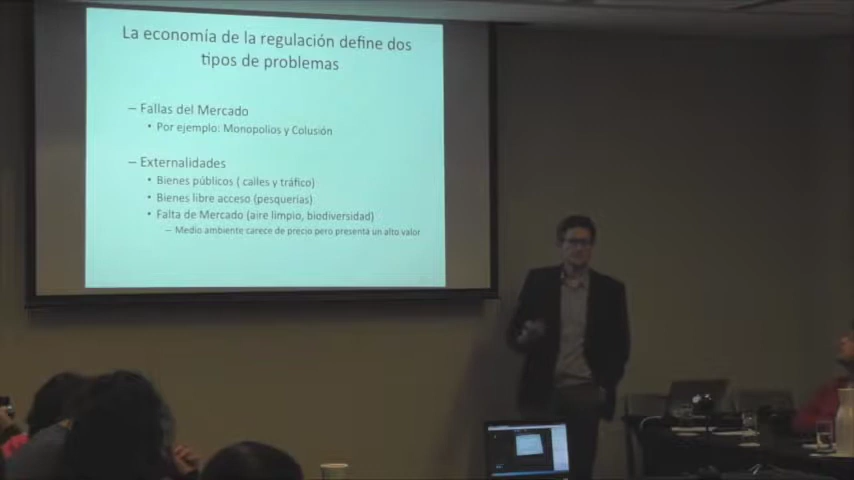 La economía de la regulación define dos
tipos de problemas
– Fallas del Mercado
• Por ejemplo: Monopolios y Colusión
– Externalidades
• Bienes públicos ( calles y tráfico)
• Bienes libre acceso (pesquerías)
• Falta de Mercado (aire limpio, biodiversidad)
– Medio ambiente carece de precio pero presenta un alto valor